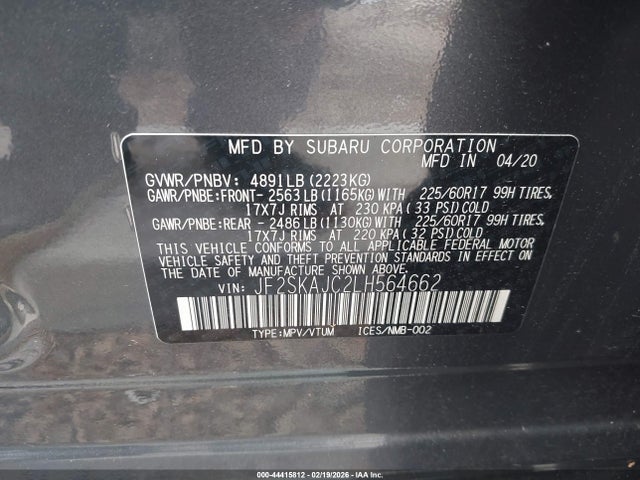 MFD BY SUBARU CORPORATION
MFD IN 04/20
GVWR/PNBV: 4891LB (2223KG)
GAWR/PNBE:FRONT- 2563LB(1165KG)WITH 225/60R17 99H TIRES,
17X7J RIMS AT 230 KPA(33 PSI)COLD
GAWR/PNBE:REAR - 2486LB(1130KG)WITH 225/60R17 99H TIRES,
17X7J RIMS AT 220 KPA(32 PSI)COLD
THIS VEHICLE CONFORMS TO ALL APPLICABLE FEDERAL MOTOR
VEHICLE SAFETY AND THEFT PREVENTION STANDARDS IN EFFECT
ON THE DATE OF MANUFACTURE SHOWN ABOVE.
VIN: JF2SKAJC2LH564662
TYPE:MPV/VTUM ICES/NMB-002
000-44415812 - 02/19/2026 - IAA, Inc.